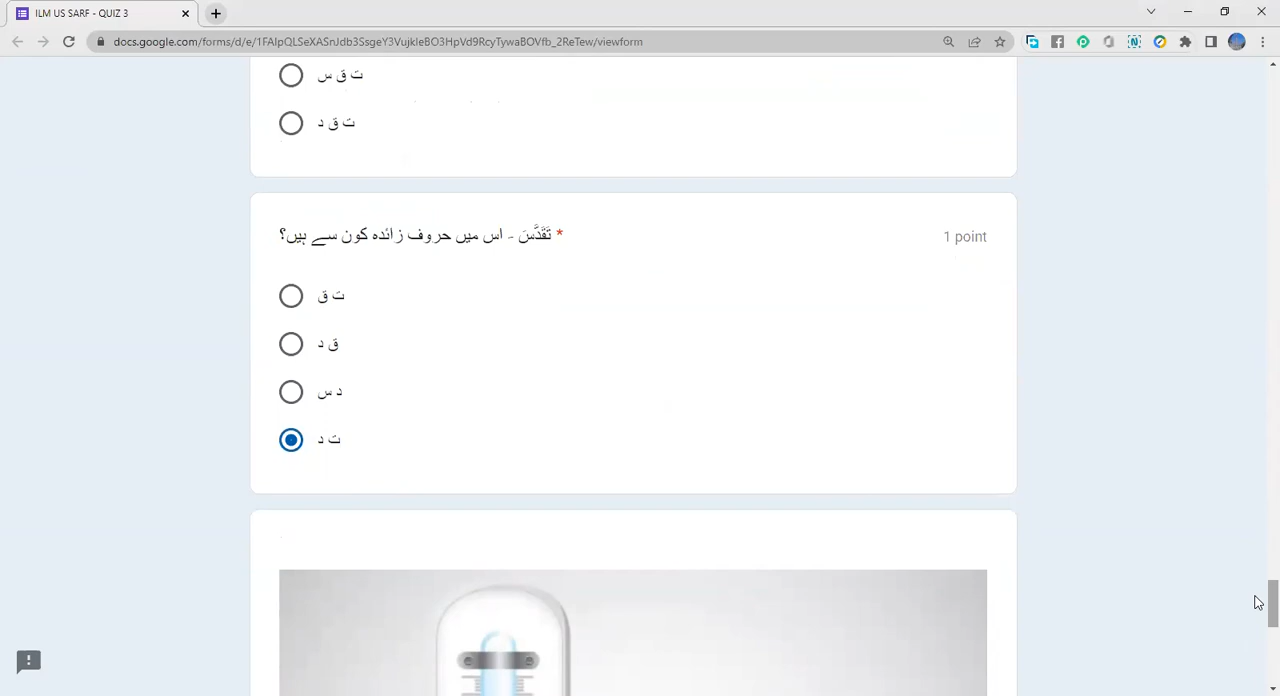 ILM US SARF - QUIZ 3
docs.google.com/forms/d/e/1FAIpQLSeXASnJdb3SsgeY3VujkIeBO3HpVd9RcyTywaBOVfb_2ReTew/viewform
ت ق س
ت ق د
تَقَدَّسَ ۔ اس میں حروف زائدہ کون سے ہیں؟ *
1 point
ت ق
ق د
د س
ت د